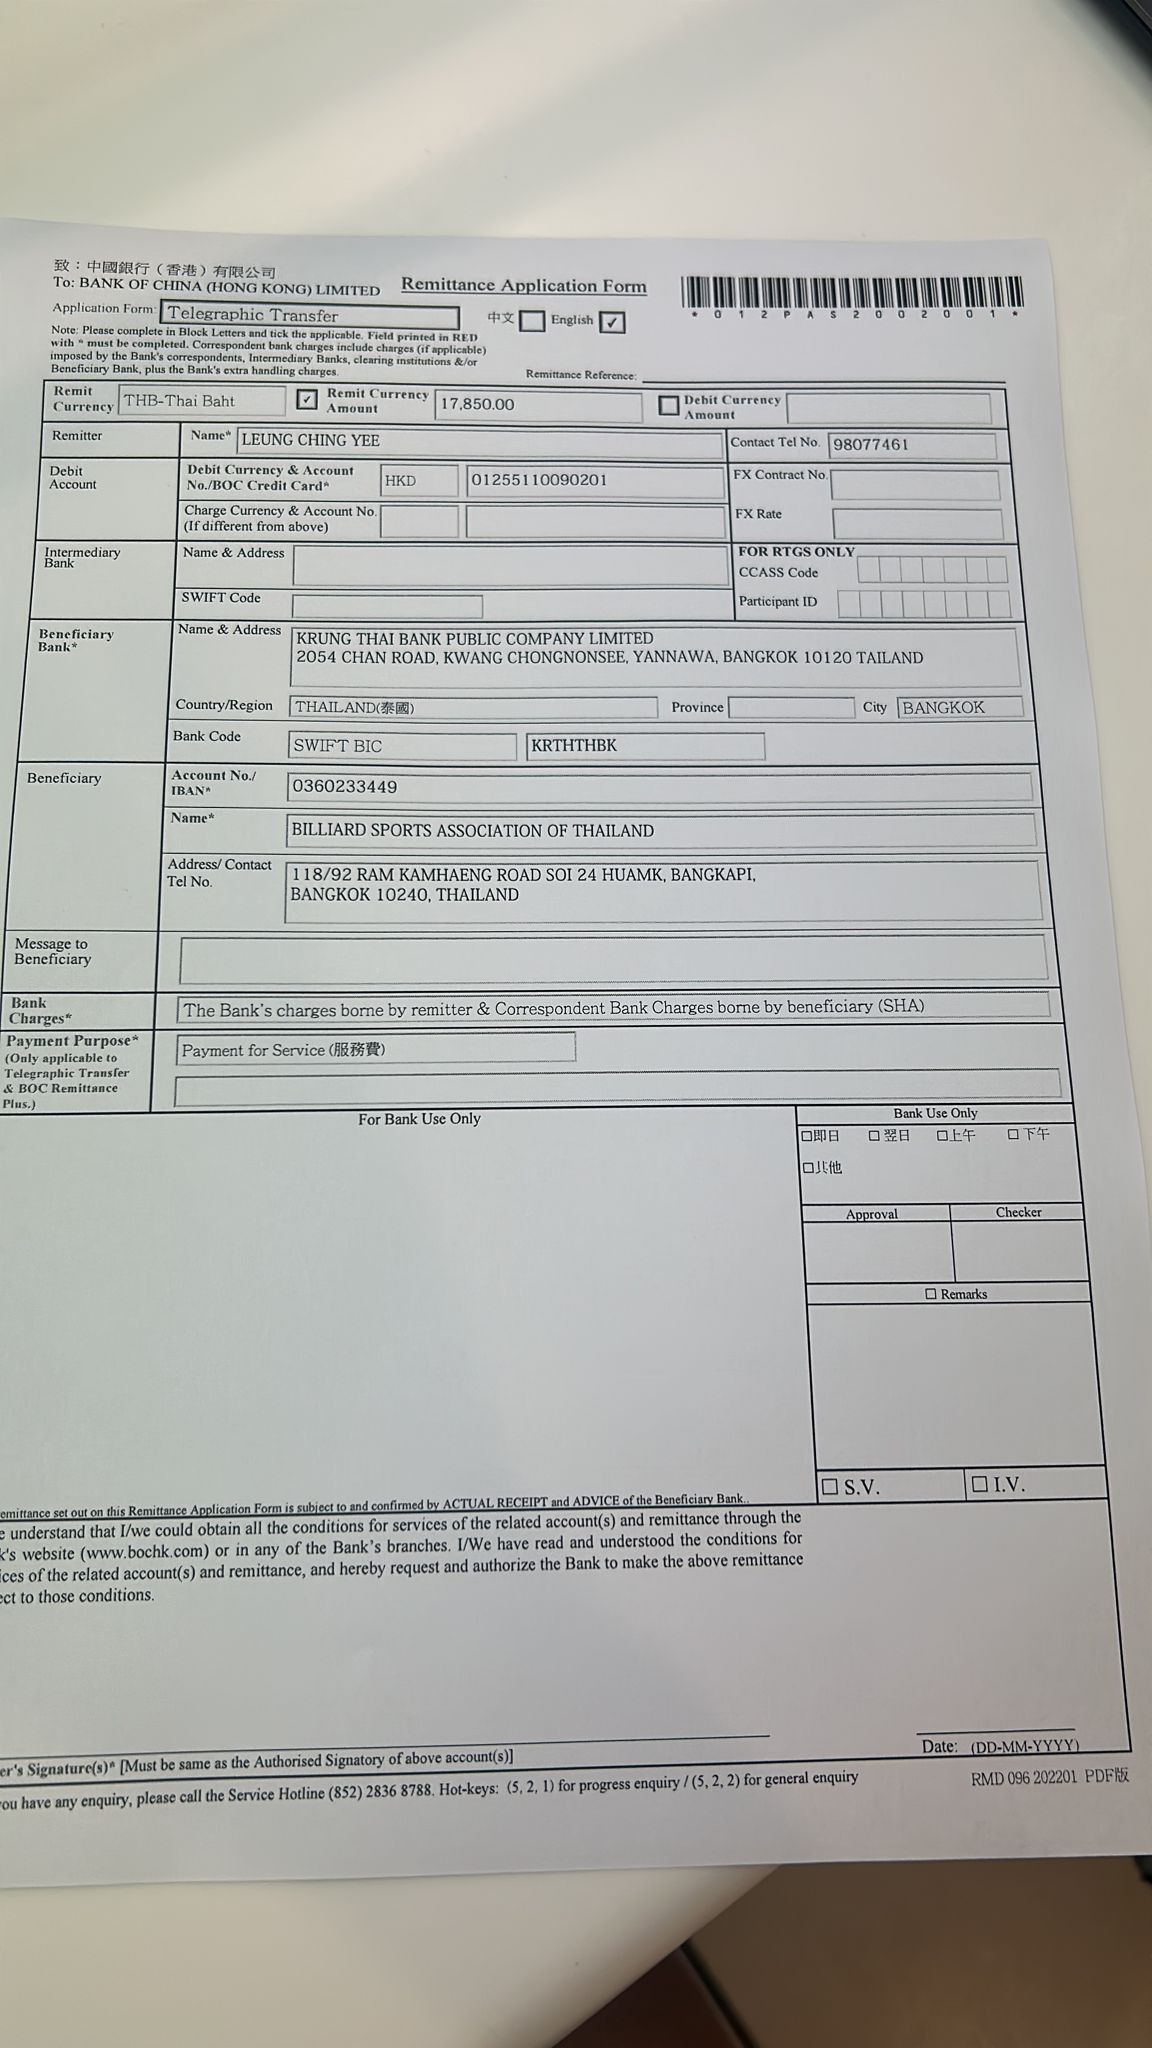 致：中國銀行（香港）有限公司
To: BANK OF CHINA (HONG KONG) LIMITED
Remittance Application Form
*012PAS2002001*
Application Form: Telegraphic Transfer
中文 English ✓
Note: Please complete in Block Letters and tick the applicable. Field printed in RED
with * must be completed. Correspondent bank charges include charges (if applicable)
imposed by the Bank's correspondents, Intermediary Banks, clearing institutions &/or
Beneficiary Bank, plus the Bank's extra handling charges.
Remittance Reference:
Remit Currency THB-Thai Baht ✓ Remit Currency Amount 17,850.00 Debit Currency Amount
Remitter Name* LEUNG CHING YEE Contact Tel No. 98077461
Debit Account Debit Currency & Account No./BOC Credit Card* HKD 01255110090201 FX Contract No.
Charge Currency & Account No. (If different from above) FX Rate
Intermediary Bank Name & Address FOR RTGS ONLY
CCASS Code
SWIFT Code Participant ID
Beneficiary Bank* Name & Address KRUNG THAI BANK PUBLIC COMPANY LIMITED
2054 CHAN ROAD, KWANG CHONGNONSEE, YANNAWA, BANGKOK 10120 TAILAND
Country/Region THAILAND(泰國) Province City BANGKOK
Bank Code SWIFT BIC KRTHTHBK
Beneficiary Account No./ IBAN* 0360233449
Name* BILLIARD SPORTS ASSOCIATION OF THAILAND
Address/ Contact Tel No. 118/92 RAM KAMHAENG ROAD SOI 24 HUAMK, BANGKAPI,
BANGKOK 10240, THAILAND
Message to Beneficiary
Bank Charges* The Bank's charges borne by remitter & Correspondent Bank Charges borne by beneficiary (SHA)
Payment Purpose* Payment for Service (服務費)
(Only applicable to
Telegraphic Transfer
& BOC Remittance
Plus.)
For Bank Use Only
Bank Use Only
即日 翌日 上午 下午
其他
Approval Checker
Remarks
S.V. I.V.
emittance set out on this Remittance Application Form is subject to and confirmed by ACTUAL RECEIPT and ADVICE of the Beneficiary Bank..
e understand that I/we could obtain all the conditions for services of the related account(s) and remittance through the
k's website (www.bochk.com) or in any of the Bank's branches. I/We have read and understood the conditions for
ices of the related account(s) and remittance, and hereby request and authorize the Bank to make the above remittance
ect to those conditions.
er's Signature(s)* [Must be same as the Authorised Signatory of above account(s)]
Date: (DD-MM-YYYY)
ou have any enquiry, please call the Service Hotline (852) 2836 8788. Hot-keys: (5, 2, 1) for progress enquiry / (5, 2, 2) for general enquiry
RMD 096 202201 PDF版